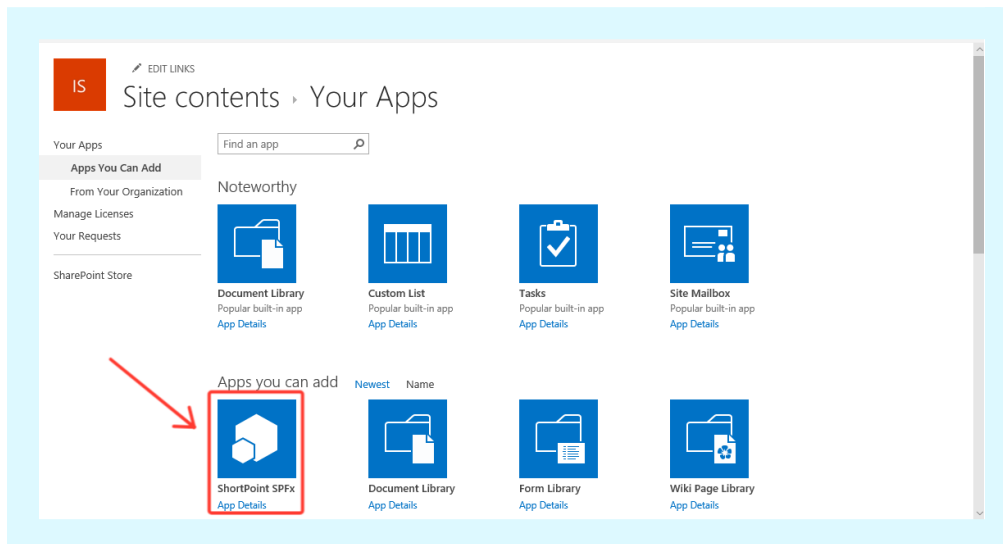 IS
EDIT LINKS
Site contents › Your Apps
Your Apps
Apps You Can Add
From Your Organization
Manage Licenses
Your Requests
SharePoint Store
Find an app
Noteworthy
Document Library Custom List Tasks Site Mailbox
Popular built-in app Popular built-in app Popular built-in app Popular built-in app
App Details App Details App Details App Details
Apps you can add Newest Name
ShortPoint SPFx Document Library Form Library Wiki Page Library
App Details App Details App Details App Details